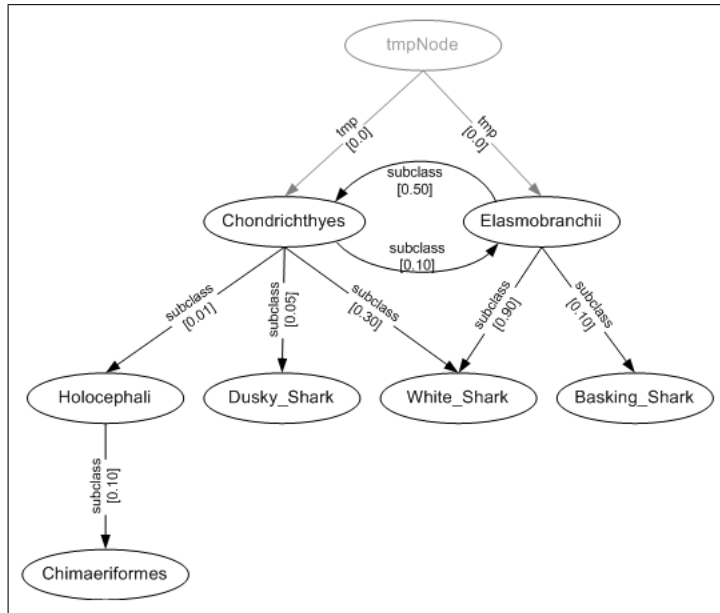 tmpNode
tmp
[0.0]
tmp
[0.0]
subclass
[0.50]
Chondrichthyes
Elasmobranchii
subclass
[0.10]
subclass
[0.01]
subclass
[0.05]
subclass
[0.30]
subclass
[0.90]
subclass
[0.10]
Holocephali
Dusky_Shark
White_Shark
Basking_Shark
subclass
[0.10]
Chimaeriformes